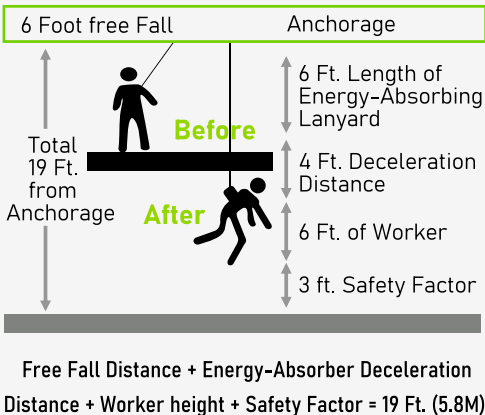 6 Foot free Fall
Anchorage
6 Ft. Length of
Energy-Absorbing
Lanyard
Before
Total
19 Ft.
from
Anchorage
4 Ft. Deceleration
Distance
After
6 Ft. of Worker
3 ft. Safety Factor
Free Fall Distance + Energy-Absorber Deceleration
Distance + Worker height + Safety Factor = 19 Ft. (5.8M)